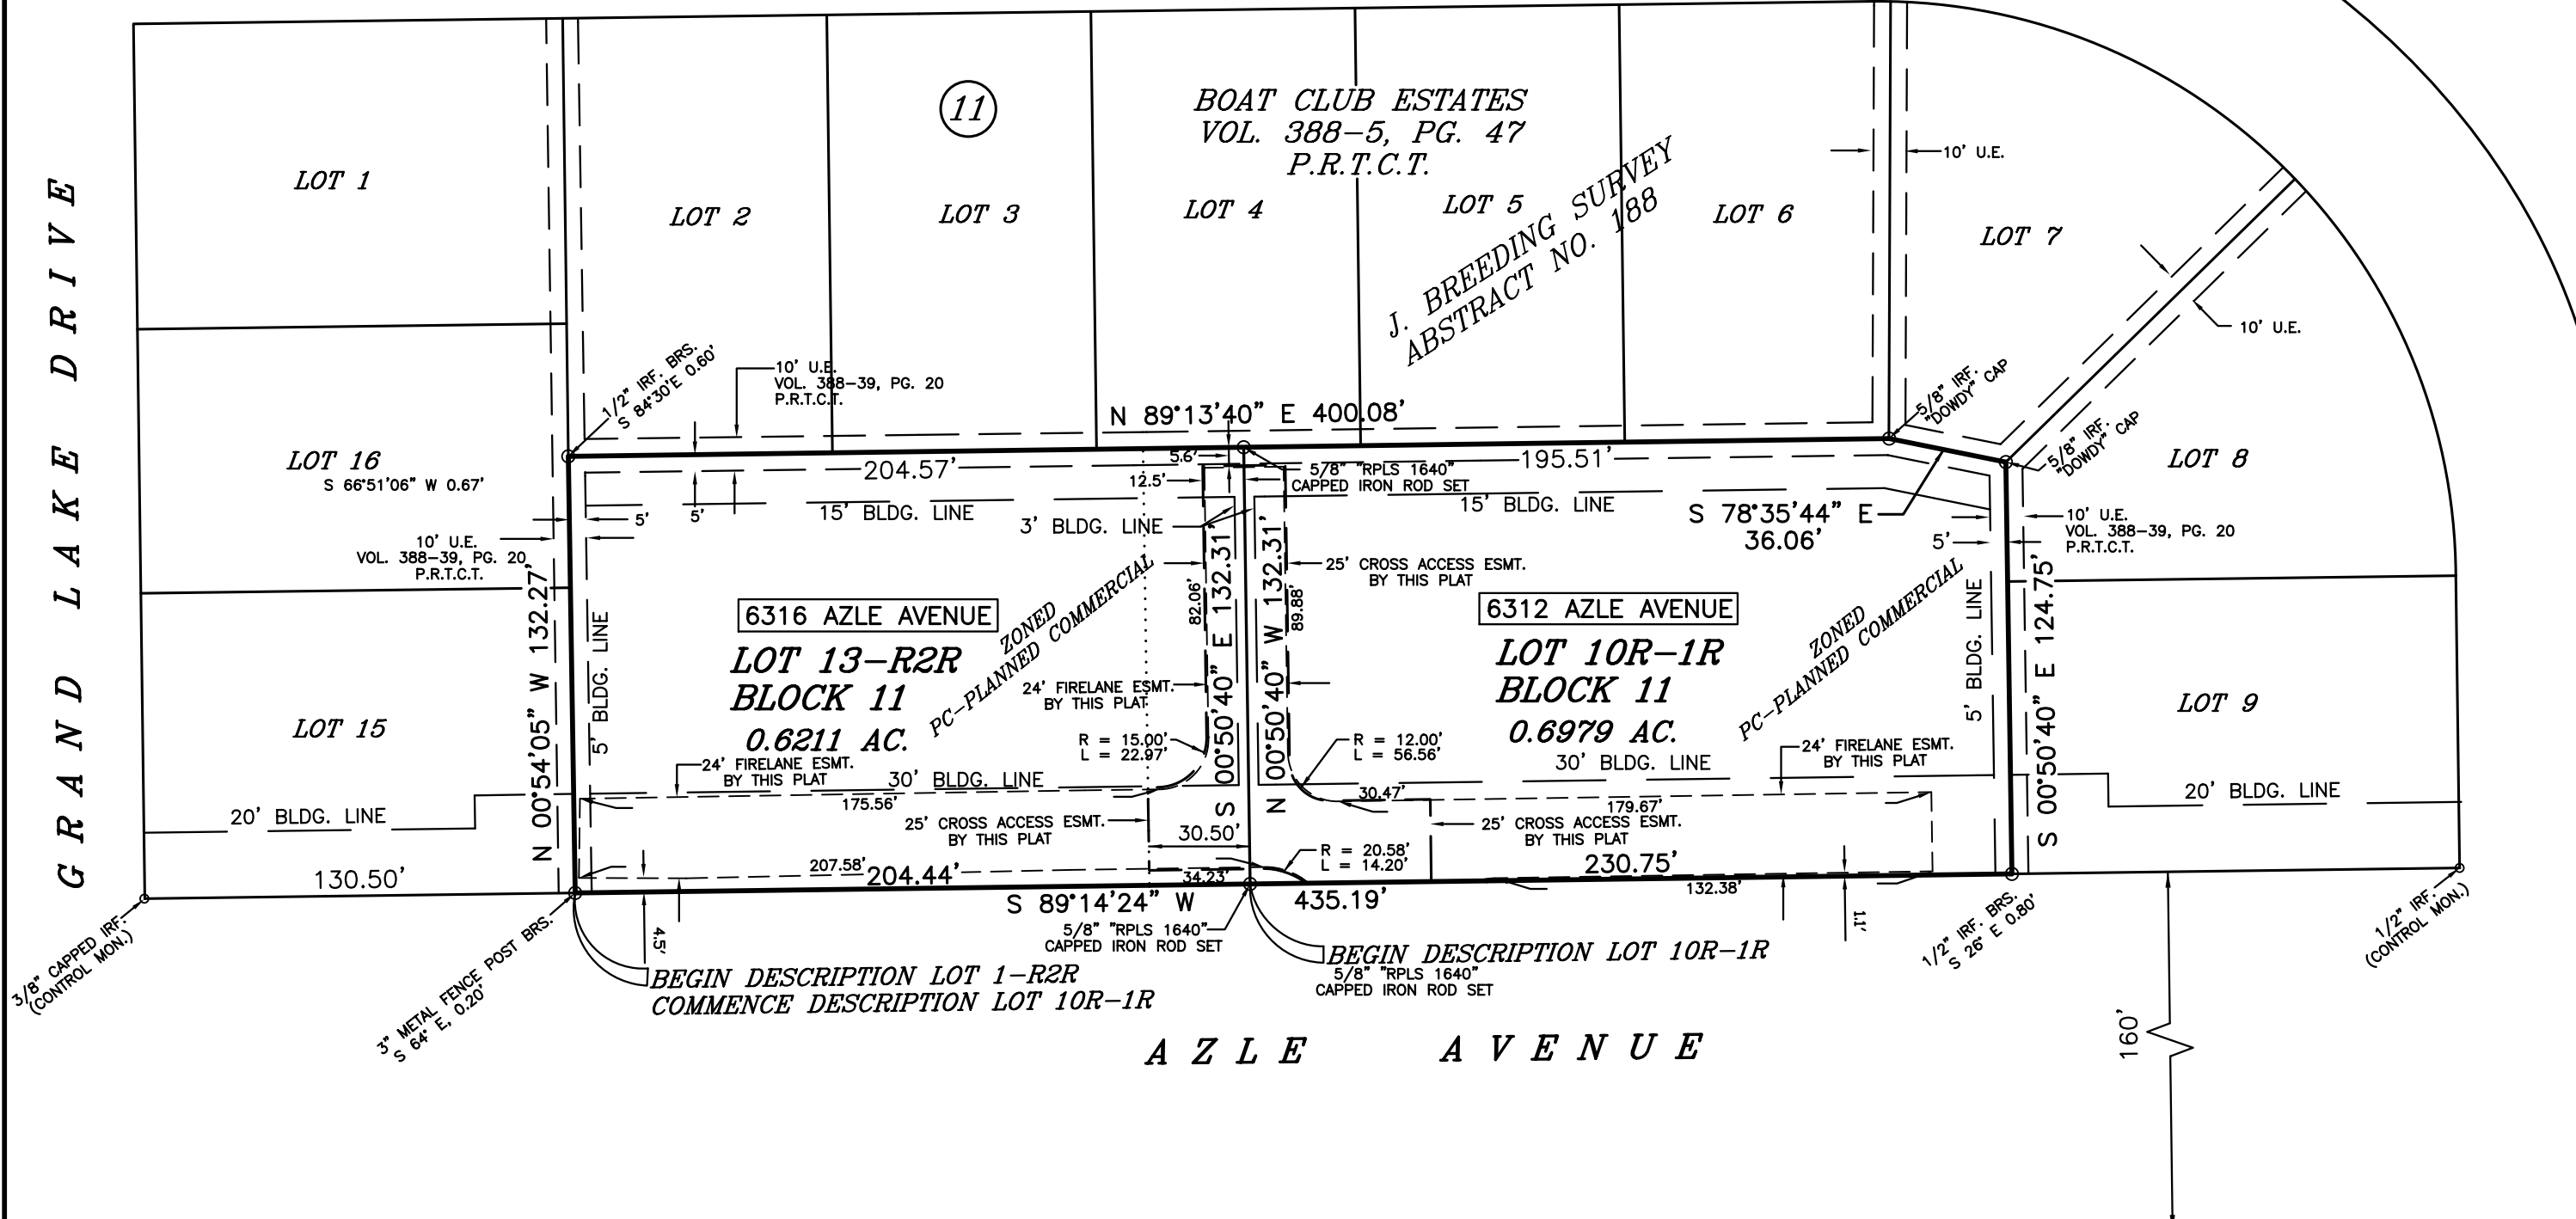 GRAND LAKE DRIVE
LOT 1
LOT 2
LOT 3
11
BOAT CLUB ESTATES
VOL. 388-5, PG. 47
P.R.T.C.T.
LOT 4
LOT 5
LOT 6
J. BREEDING SURVEY
ABSTRACT NO. 188
10' U.E.
LOT 7
10' U.E.
LOT 16
S 66°51'06" W 0.67'
1/2" IRF. BRS.
S 84°30'E 0.60'
10' U.E.
VOL. 388-39, PG. 20
P.R.T.C.T.
N 89°13'40" E 400.08'
5/8" IRF.
"DOWDY" CAP
5/8" IRF.
"DOWDY" CAP
LOT 8
204.57'
5.6'
12.5'
5/8" "RPLS 1640"
CAPPED IRON ROD SET
195.51'
5'
5'
15' BLDG. LINE
3' BLDG. LINE
15' BLDG. LINE
S 78°35'44" E
36.06'
10' U.E.
VOL. 388-39, PG. 20
P.R.T.C.T.
5'
10' U.E.
VOL. 388-39, PG. 20
P.R.T.C.T.
25' CROSS ACCESS ESMT.
BY THIS PLAT
N 00°54'05" W 132.27'
5' BLDG. LINE
6316 AZLE AVENUE
LOT 13-R2R
BLOCK 11
0.6211 AC.
ZONED
PC-PLANNED COMMERCIAL
82.06'
S 00°50'40" E 132.31'
N 00°50'40" W 132.31'
89.88'
6312 AZLE AVENUE
LOT 10R-1R
BLOCK 11
0.6979 AC.
ZONED
PC-PLANNED COMMERCIAL
5' BLDG. LINE
S 00°50'40" E 124.75'
LOT 15
LOT 9
24' FIRELANE ESMT.
BY THIS PLAT
R = 15.00'
L = 22.97'
R = 12.00'
L = 56.56'
24' FIRELANE ESMT.
BY THIS PLAT
24' FIRELANE ESMT.
BY THIS PLAT
30' BLDG. LINE
30' BLDG. LINE
20' BLDG. LINE
20' BLDG. LINE
175.56'
30.47'
179.67'
25' CROSS ACCESS ESMT.
BY THIS PLAT
30.50'
25' CROSS ACCESS ESMT.
BY THIS PLAT
R = 20.58'
L = 14.20'
130.50'
207.58'
204.44'
34.23'
230.75'
132.38'
S 89°14'24" W
435.19'
4.5'
1.1'
5/8" "RPLS 1640"
CAPPED IRON ROD SET
3/8" CAPPED IRF.
(CONTROL MON.)
3" METAL FENCE POST BRS.
S 64° E, 0.20'
BEGIN DESCRIPTION LOT 1-R2R
COMMENCE DESCRIPTION LOT 10R-1R
BEGIN DESCRIPTION LOT 10R-1R
5/8" "RPLS 1640"
CAPPED IRON ROD SET
1/2" IRF. BRS.
S 26° E 0.80'
1/2" IRF.
(CONTROL MON.)
AZLE AVENUE
160'